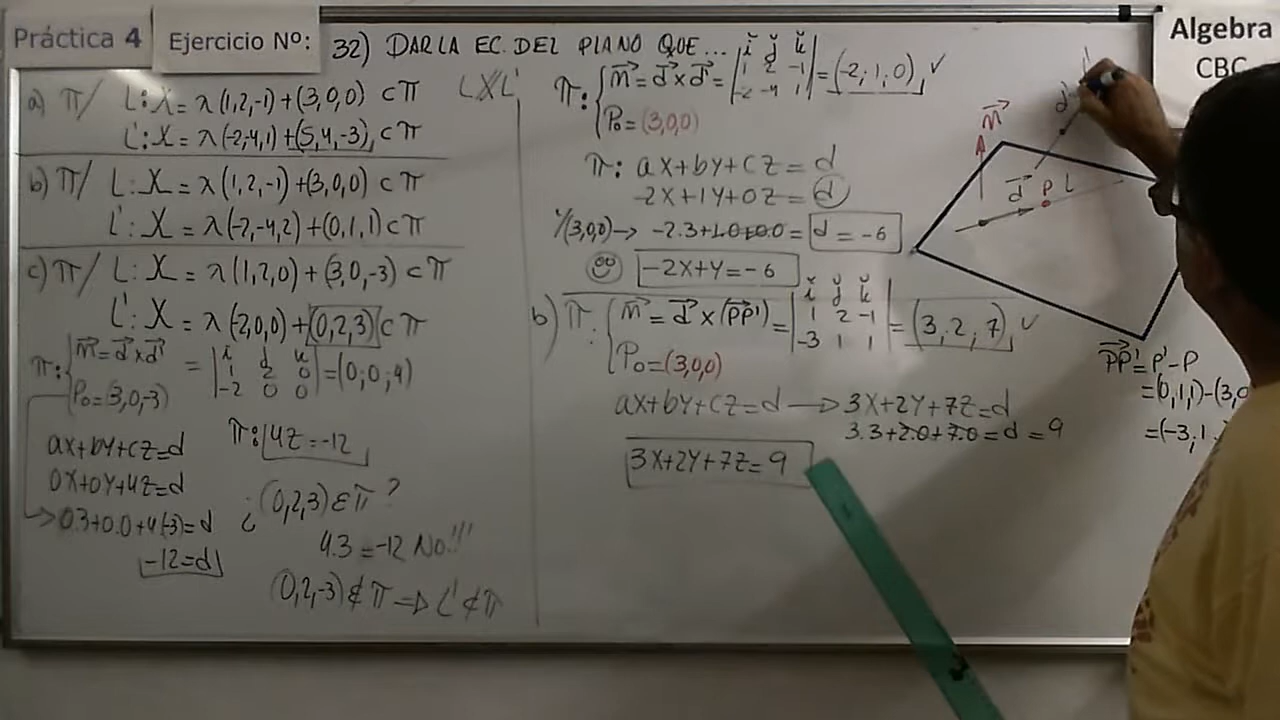 Práctica 4
Ejercicio Nº:
32) DAR LA EC. DEL PLANO QUE...
Algebra
CBC
a) π/ L: X = λ(1,2,-1)+(3,0,0) ⊂ π
L': X = λ(-2,-4,1)+(5,4,-3), ⊂ π
L ∦ L'
b) π/ L: X = λ(1,2,-1)+(3,0,0) ⊂ π
L': X = λ(-2,-4,2)+(0,1,1) ⊂ π
c) π/ L: X = λ(1,2,0)+(3,0,-3) ⊂ π
L': X = λ(-2,0,0)+(0,2,3) ⊂ π
π: { n = d x d' = | i j k | 1 2 0 | -2 0 0 | = (0;0;4)
P₀ = (3,0,-3)
ax+by+cz=d
0x+0y+4z=d
0.3+0.0+4(-3)=d
-12=d
π: 4z=-12
¿(0,2,3) ε π?
4.3 = -12 No!!!
(0,2,-3) ∉ π ⇒ L' ⊄ π
π: { n = d x d' = | i j k | 1 2 -1 | -2 -4 1 | = (-2;1;0), ✓
P₀ = (3,0,0)
π: ax+by+cz = d
-2x+1y+0z = d
↑/(3,0,0) → -2.3+1.0+0.0 = d = -6
-2x+y=-6
b) π: { n = d x (PP') = | i j k | 1 2 -1 | -3 1 1 | = (3,2,7), ✓
P₀ = (3,0,0)
ax+by+cz=d → 3x+2y+7z=d
3.3+2.0+7.0 = d = 9
3x+2y+7z=9
n
d
P
L
d'
PP' = P'-P
=(0,1,1)-(3,0
=(-3,1